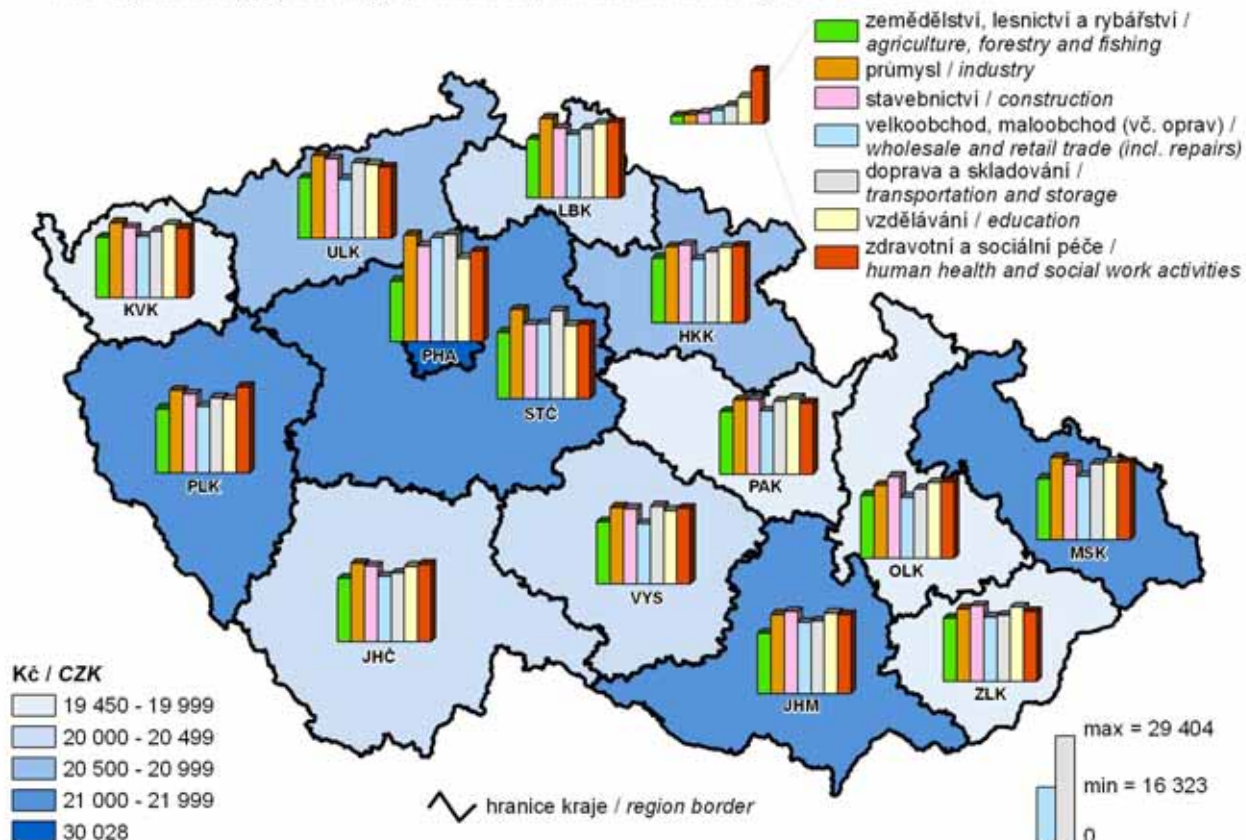 zemědělství, lesnictví a rybářství /
agriculture, forestry and fishing
průmysl / industry
stavebnictví / construction
velkoobchod, maloobchod (vč. oprav) /
wholesale and retail trade (incl. repairs)
doprava a skladování /
transportation and storage
vzdělávání / education
zdravotní a sociální péče /
human health and social work activities
LBK
ULK
KVK
HKK
PHA
STČ
PLK
PAK
MSK
OLK
VYS
JHČ
ZLK
JHM
Kč / CZK
19 450 - 19 999
20 000 - 20 499
20 500 - 20 999
21 000 - 21 999
30 028
hranice kraje / region border
max = 29 404
min = 16 323
0